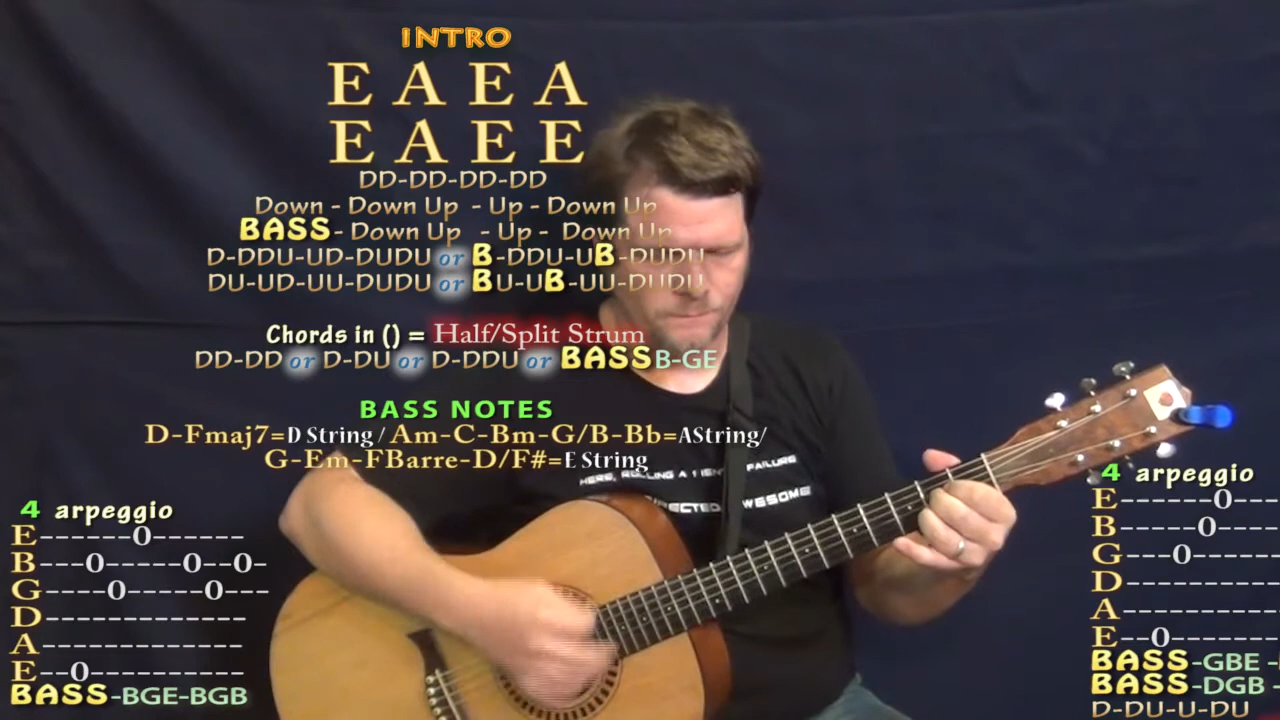 INTRO
E A E A
E A E E
DD-DD-DD-DD
Down - Down Up - Up - Down Up
BASS - Down Up - Up - Down Up
D-DDU-UD-DUDU or B-DDU-UB-DUDU
DU-UD-UU-DUDU or BU-UB-UU-DUDU
Chords in () = Half/Split Strum
DD-DD or D-DU or D-DDU or BASS B-GE
BASS NOTES
D-Fmaj7=D String / Am-C-Bm-G/B-Bb=AString/
G-Em-FBarre-D/F#=E String
4 arpeggio
E------0------
B---0----0--0-
G----0----0---
D-------------
A-------------
E--0----------
BASS-BGE-BGB
4 arpeggio
E------0---
B-----0----
G---0------
D----------
A----------
E--0-------
BASS-GBE -
BASS-DGB -
D-DU-U-DU
FAILURE
WESOME